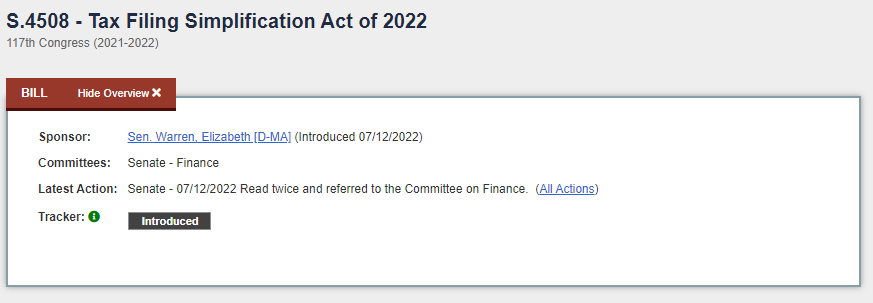 S.4508 - Tax Filing Simplification Act of 2022
117th Congress (2021-2022)
BILL Hide Overview ✕
Sponsor: Sen. Warren, Elizabeth [D-MA] (Introduced 07/12/2022)
Committees: Senate - Finance
Latest Action: Senate - 07/12/2022 Read twice and referred to the Committee on Finance. (All Actions)
Tracker: i Introduced